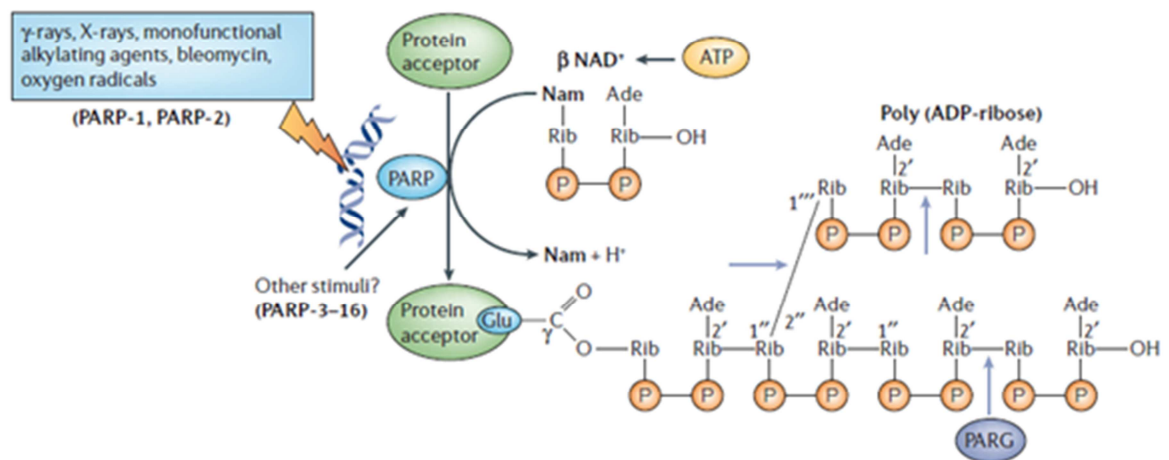 γ-rays, X-rays, monofunctional
alkylating agents, bleomycin,
oxygen radicals
(PARP-1, PARP-2)
Protein
acceptor
β NAD⁺
ATP
Nam Ade
Rib Rib OH
P P
PARP
Nam + H⁺
Other stimuli?
(PARP-3–16)
Protein
acceptor
Glu
C
γ
O
O
Poly (ADP-ribose)
Ade Ade
2' 2'
1''' Rib Rib Rib Rib OH
P P P P
Ade Ade Ade Ade
2' 1'' 2'' 2' 1'' 2' 2'
Rib Rib Rib Rib Rib Rib Rib Rib OH
P P P P P P P P
PARG